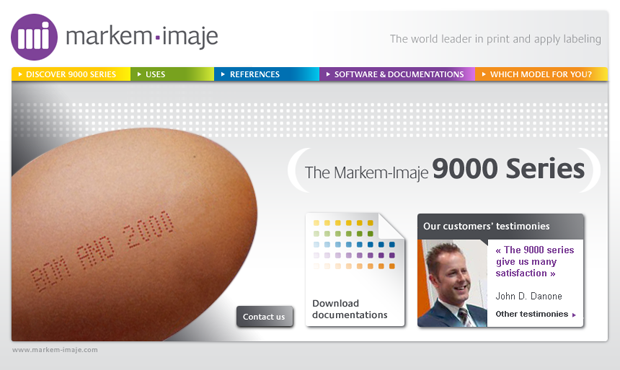 mi markem·imaje
The world leader in print and apply labeling
DISCOVER 9000 SERIES
USES
REFERENCES
SOFTWARE & DOCUMENTATIONS
WHICH MODEL FOR YOU?
The Markem-Imaje 9000 Series
BOM AND 2000
Our customers' testimonies
« The 9000 series
give us many
satisfaction »
John D. Danone
Other testimonies
Download
documentations
Contact us
www.markem-imaje.com